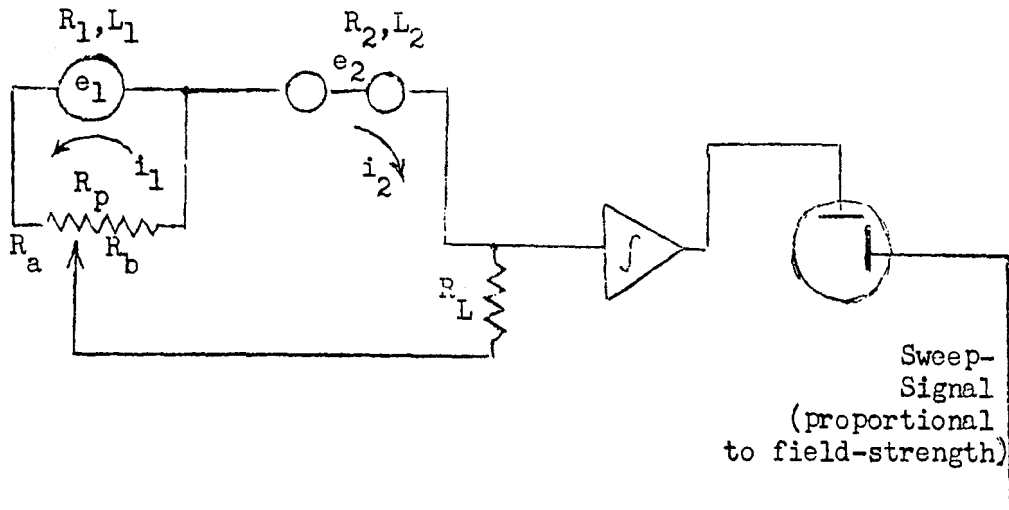 R1,L1
R2,L2
e1
e2
i1
i2
Rp
Ra
Rb
RL
∫
Sweep-
Signal
(proportional
to field-strength)